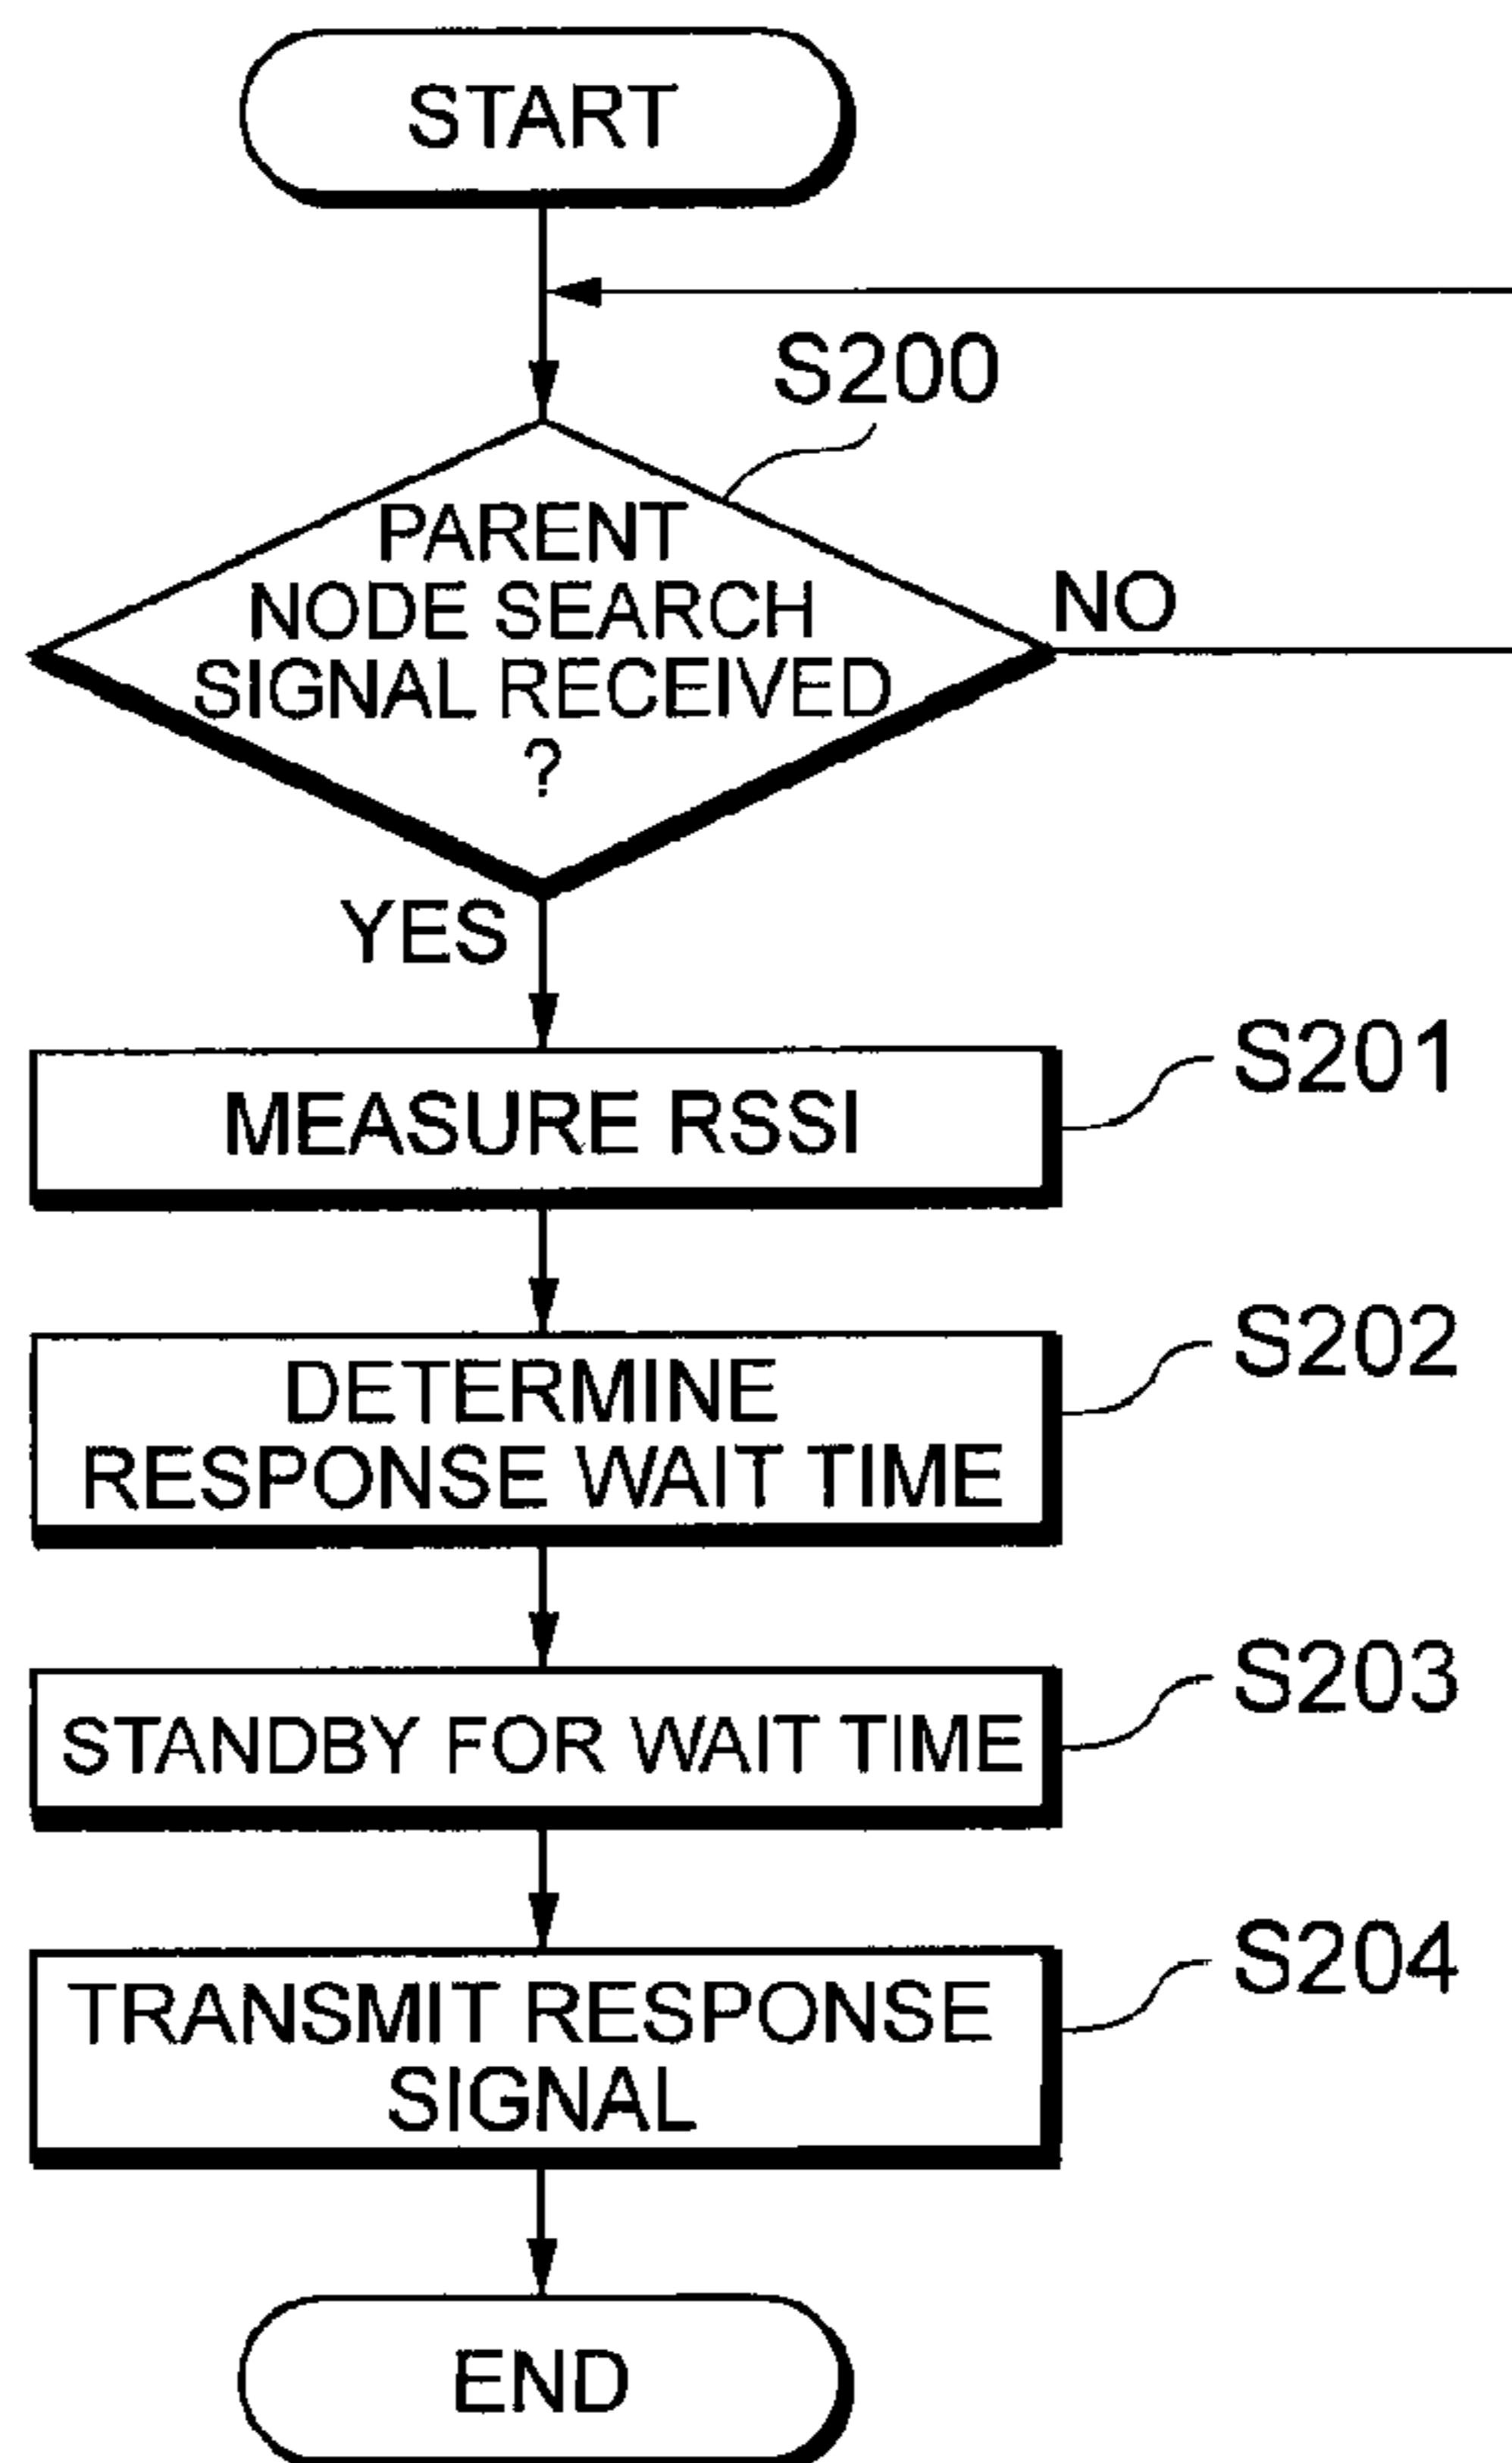 START
S200
PARENT
NODE SEARCH
SIGNAL RECEIVED
?
NO
YES
MEASURE RSSI
S201
DETERMINE
RESPONSE WAIT TIME
S202
STANDBY FOR WAIT TIME
S203
TRANSMIT RESPONSE
SIGNAL
S204
END